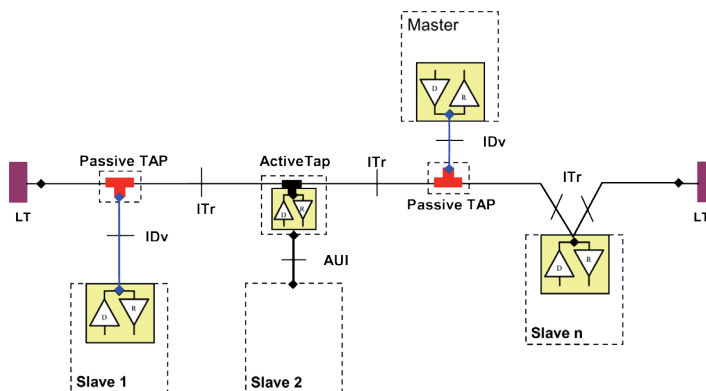 Master
D
R
IDv
ITr
Passive TAP
ActiveTap
ITr
ITr
Passive TAP
LT
D
R
LT
IDv
AUI
D
R
D
R
Slave n
Slave 1
Slave 2